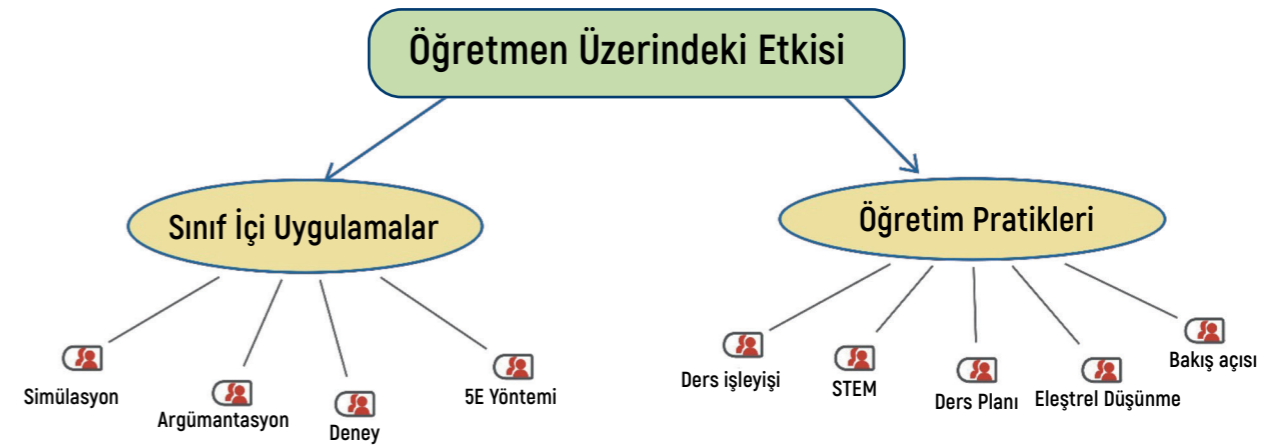 Öğretmen Üzerindeki Etkisi
Sınıf İçi Uygulamalar
Öğretim Pratikleri
Simülasyon
Argümantasyon
Deney
5E Yöntemi
Ders işleyişi
STEM
Ders Planı
Eleştrel Düşünme
Bakış açısı